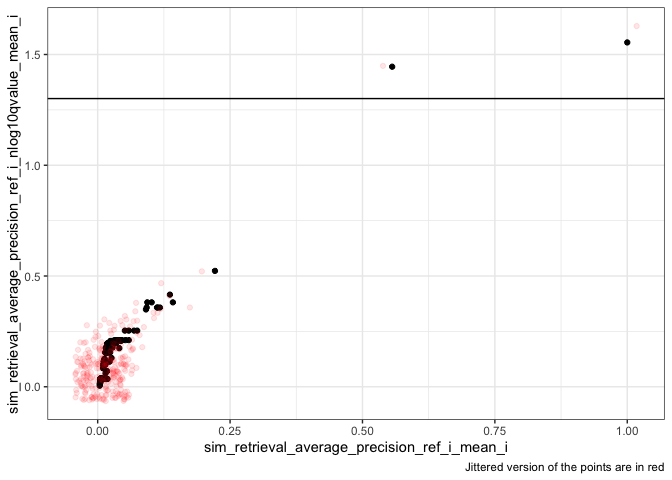 sim_retrieval_average_precision_ref_i_nlog10qvalue_mean_i
1.5
1.0
0.5
0.0
0.00 0.25 0.50 0.75 1.00
sim_retrieval_average_precision_ref_i_mean_i
Jittered version of the points are in red